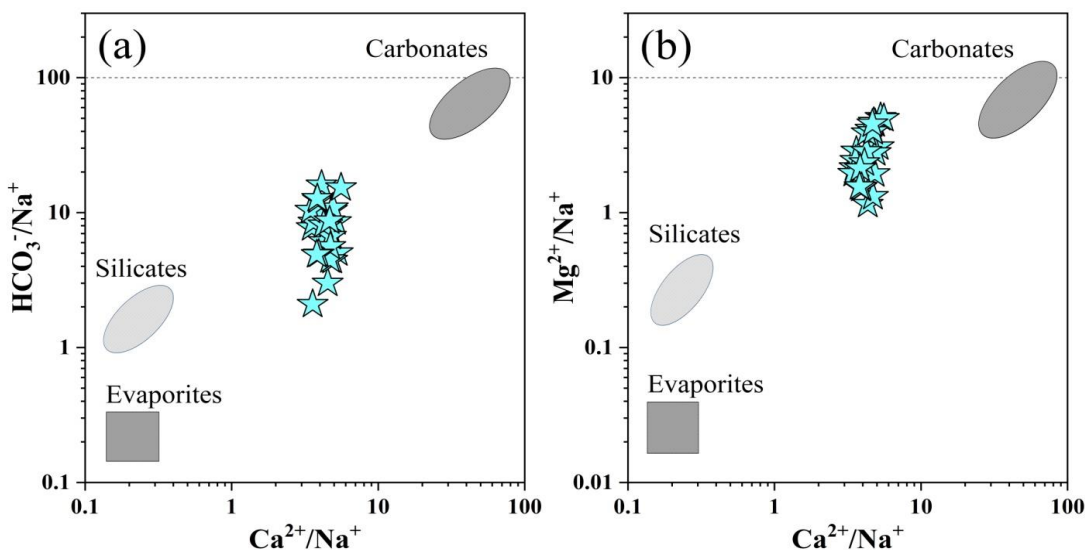 (a)
Carbonates
100
10
1
0.1
HCO₃⁻/Na⁺
Silicates
Evaporites
0.1 1 10 100
Ca²⁺/Na⁺
(b)
Carbonates
10
1
0.1
0.01
Mg²⁺/Na⁺
Silicates
Evaporites
0.1 1 10 100
Ca²⁺/Na⁺